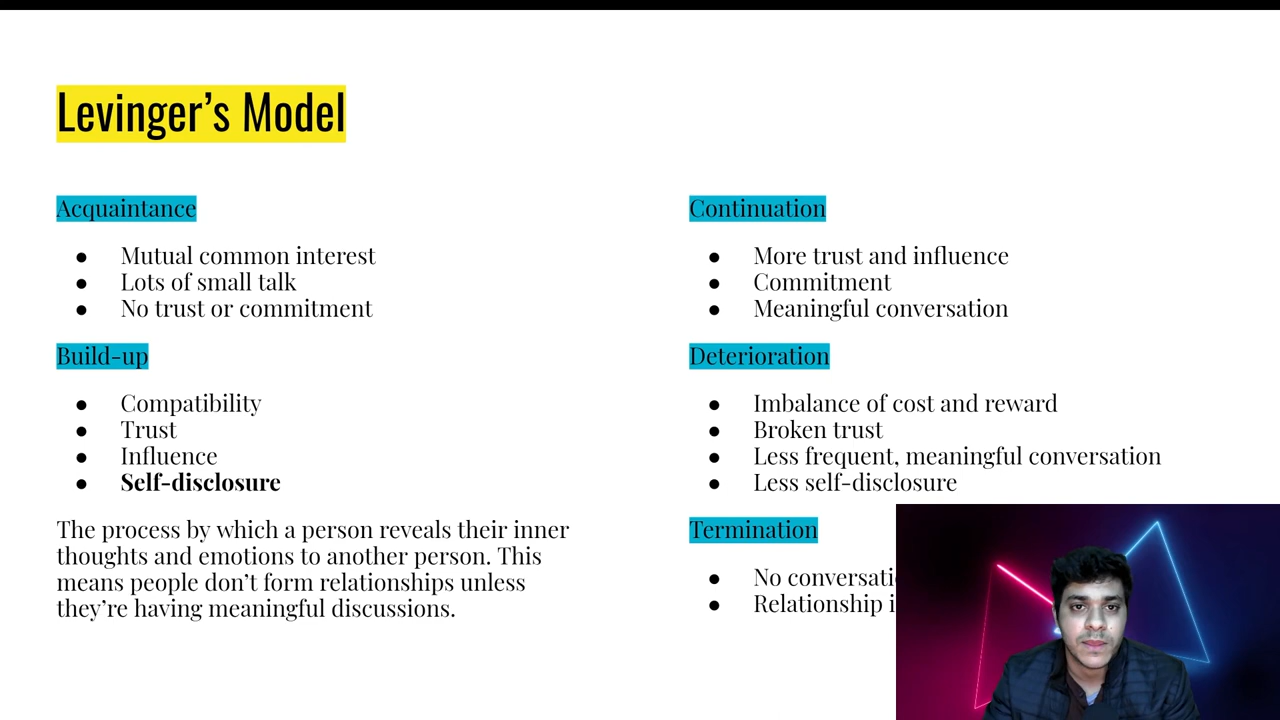 Levinger’s Model
Acquaintance
● Mutual common interest
● Lots of small talk
● No trust or commitment
Build-up
● Compatibility
● Trust
● Influence
● Self-disclosure
The process by which a person reveals their inner
thoughts and emotions to another person. This
means people don’t form relationships unless
they’re having meaningful discussions.
Continuation
● More trust and influence
● Commitment
● Meaningful conversation
Deterioration
● Imbalance of cost and reward
● Broken trust
● Less frequent, meaningful conversation
● Less self-disclosure
Termination
● No
● Relationship